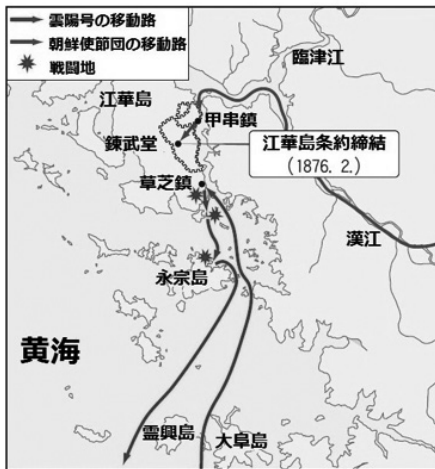 雲陽号の移動路
朝鮮使節団の移動路
戦闘地
臨津江
江華島
甲串鎮
錬武堂
江華島条約締結
(1876. 2.)
草芝鎮
漢江
永宗島
黄海
霊興島
大阜島